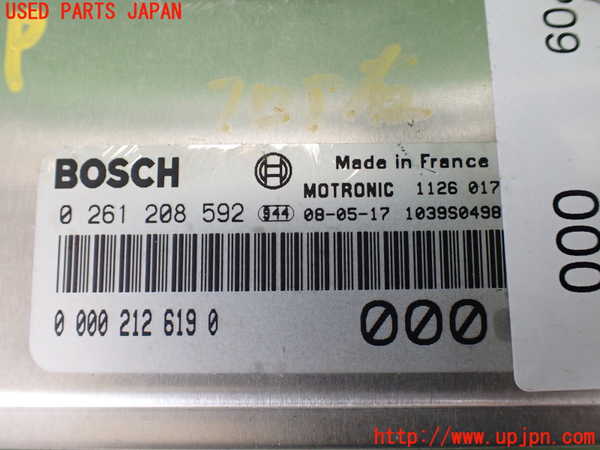 USED PARTS JAPAN
P
BOSCH
Made in France
MOTRONIC 1126 017
0 261 208 592 944 08-05-17 1039S0498
0 000 212 619 0
000
000
http://www.upjpn.com/